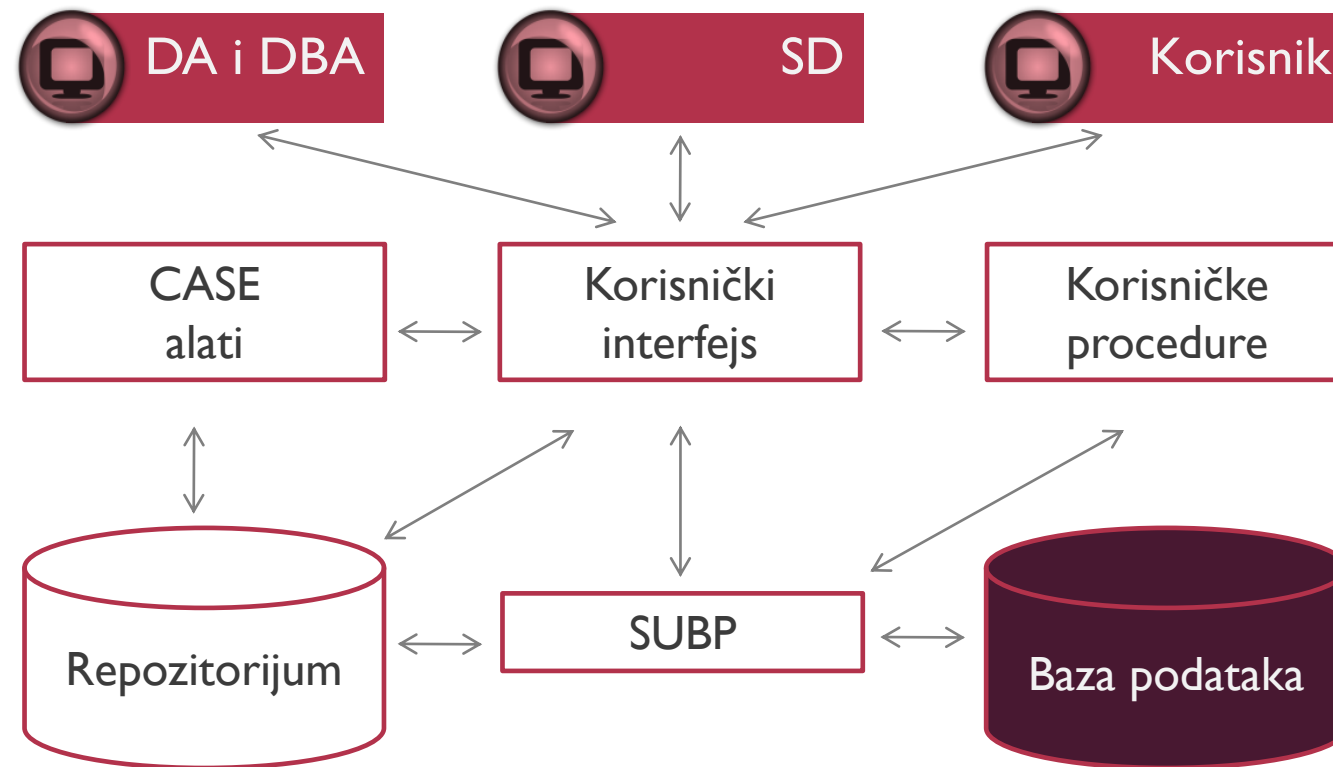 DA i DBA
SD
Korisnik
CASE
alati
Korisnički
interfejs
Korisničke
procedure
Repozitorijum
SUBP
Baza podataka